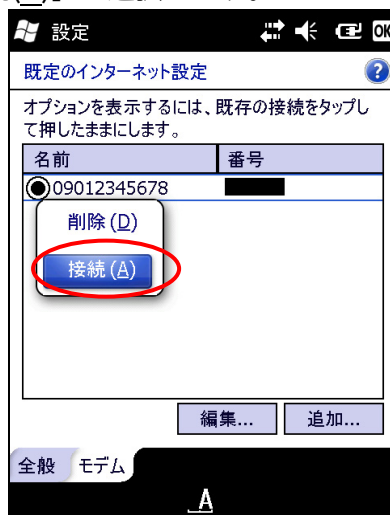 設定
OK
既定のインターネット設定
?
オプションを表示するには、既存の接続をタップし
て押したままにします。
名前 番号
09012345678
削除(D)
接続(A)
編集... 追加...
全般 モデム
A